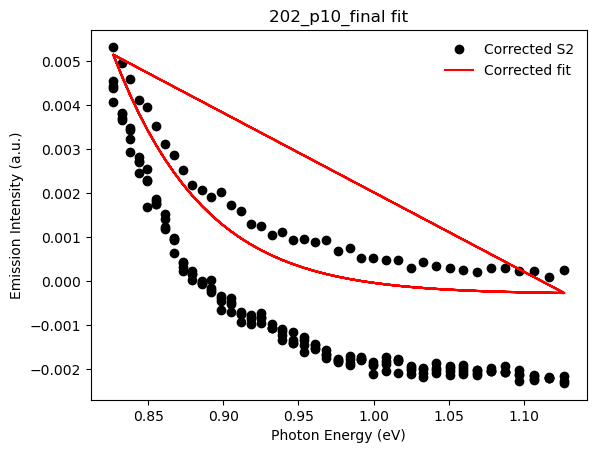 202_p10_final fit
Corrected S2
Corrected fit
Emission Intensity (a.u.)
0.005
0.004
0.003
0.002
0.001
0.000
−0.001
−0.002
0.85 0.90 0.95 1.00 1.05 1.10
Photon Energy (eV)